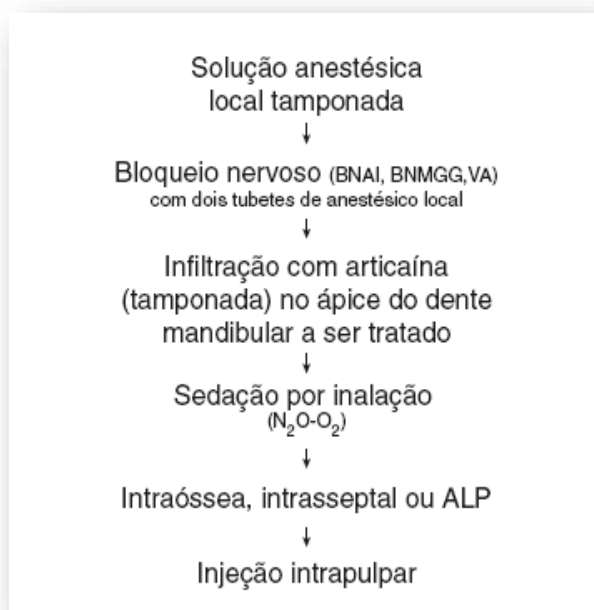 Solução anestésica
local tamponada
↓
Bloqueio nervoso (BNAI, BNMGG,VA)
com dois tubetes de anestésico local
↓
Infiltração com articaína
(tamponada) no ápice do dente
mandibular a ser tratado
↓
Sedação por inalação
(N₂O-O₂)
↓
Intraóssea, intrasseptal ou ALP
↓
Injeção intrapulpar